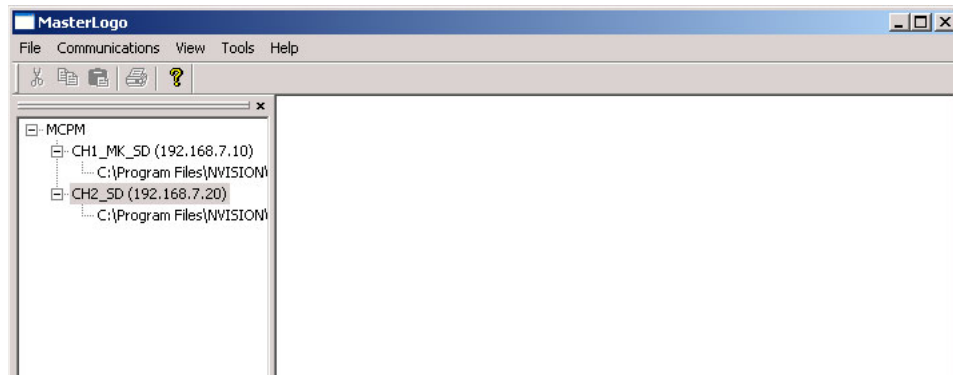 MasterLogo
File Communications View Tools Help
MCPM
CH1_MK_SD (192.168.7.10)
C:\Program Files\NVISION\
CH2_SD (192.168.7.20)
C:\Program Files\NVISION\